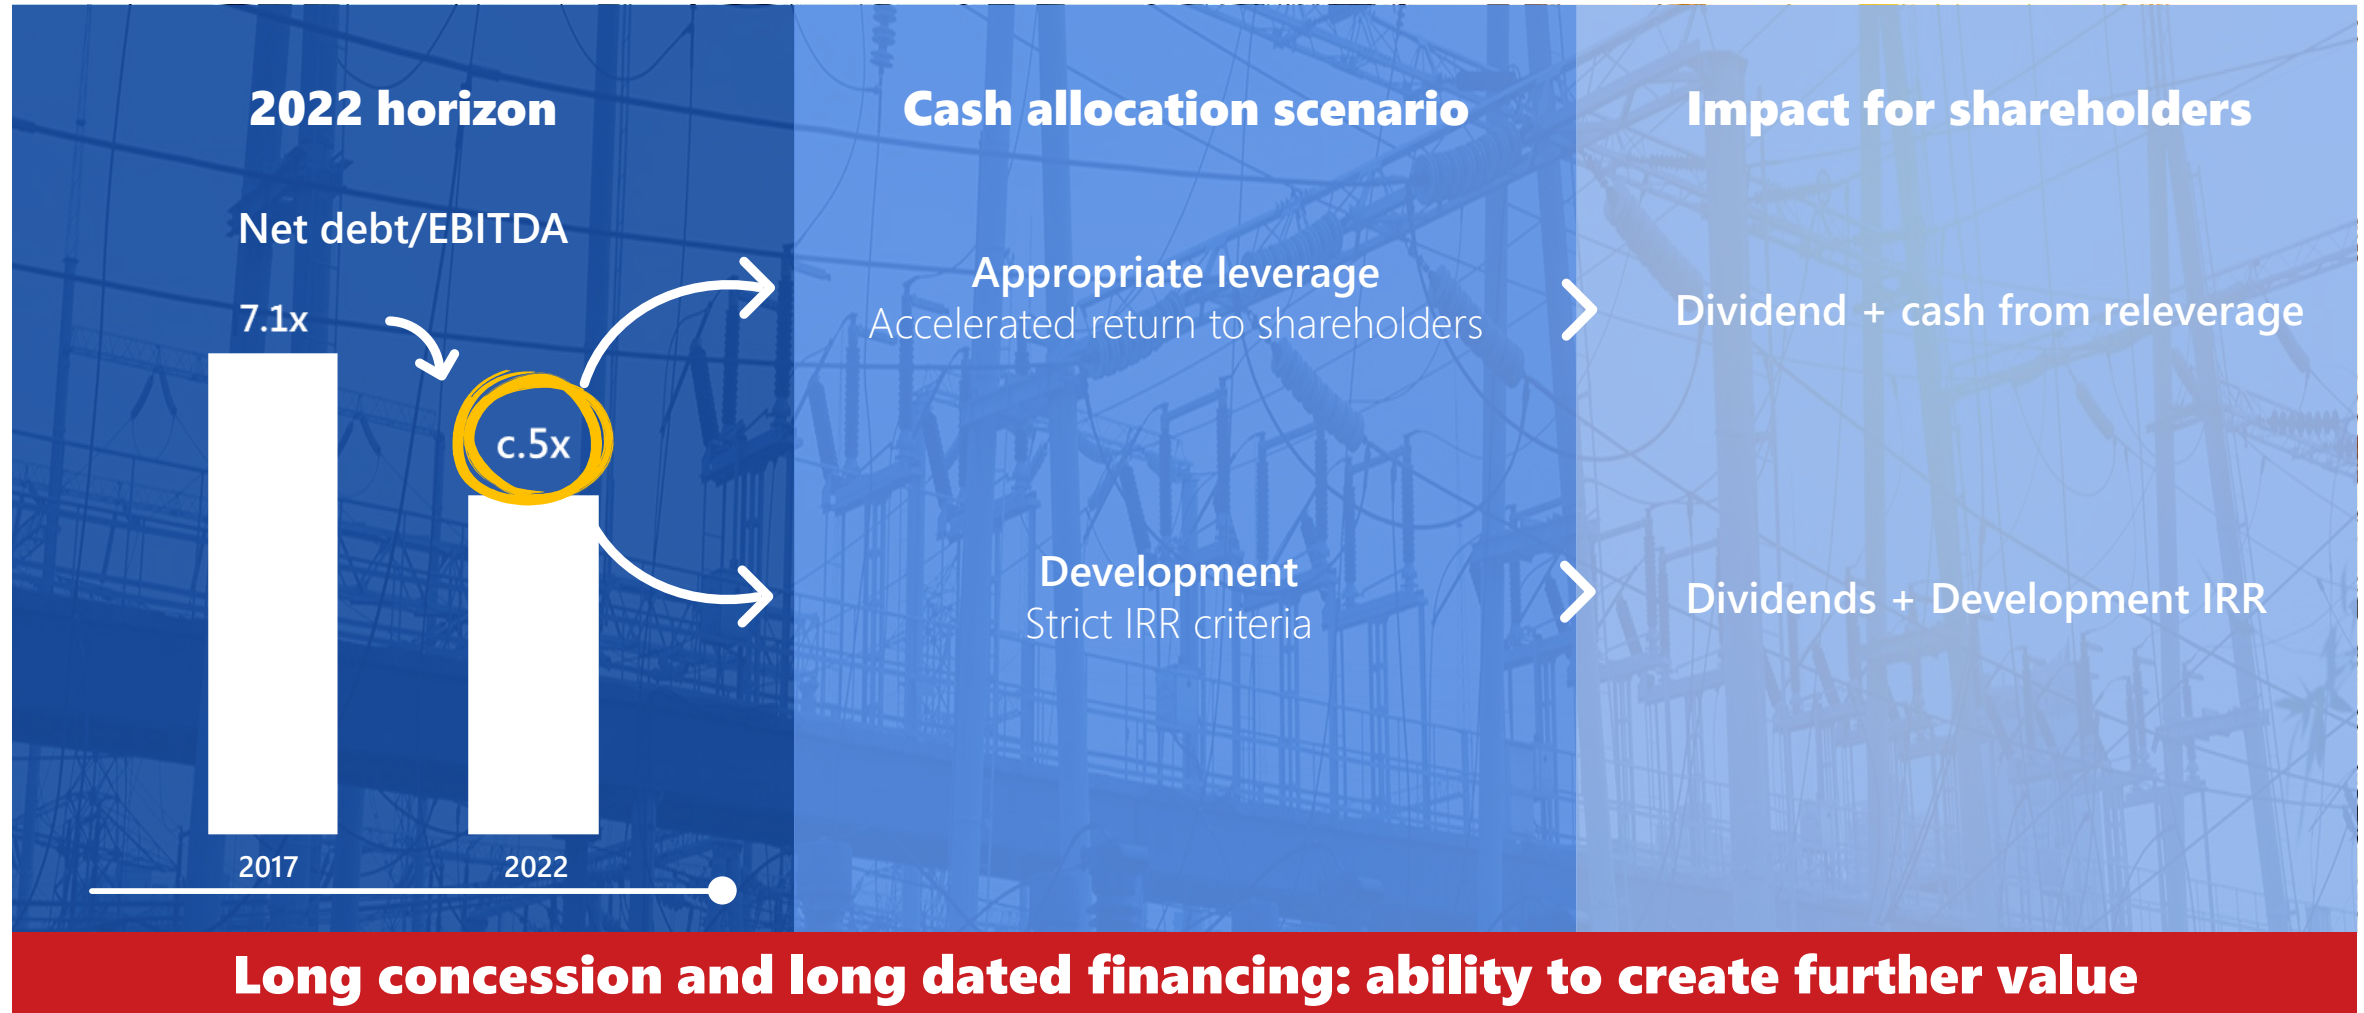 2022 horizon
Net debt/EBITDA
7.1x
c.5x
2017
2022
Cash allocation scenario
Appropriate leverage
Accelerated return to shareholders
Development
Strict IRR criteria
Impact for shareholders
Dividend + cash from releverage
Dividends + Development IRR
Long concession and long dated financing: ability to create further value